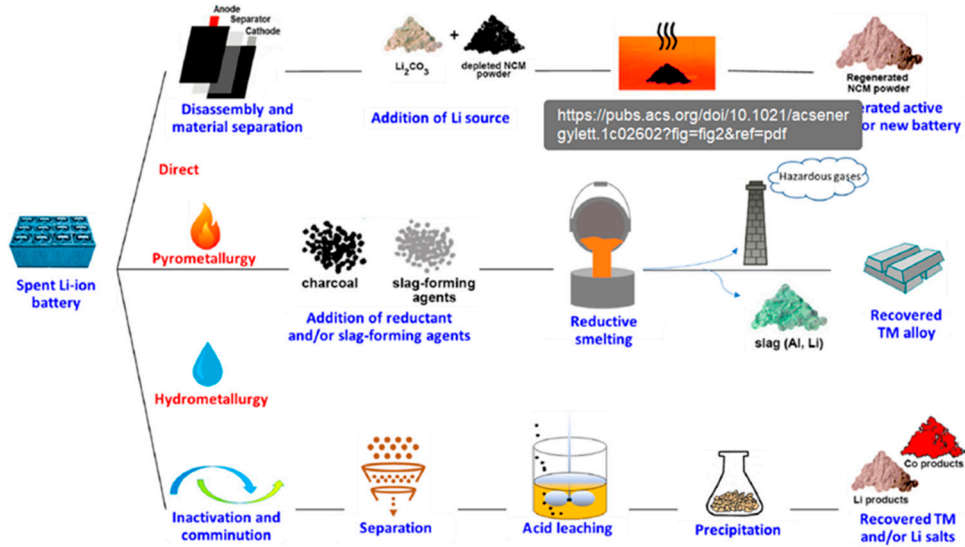 Anode
Separator
Cathode
Disassembly and
material separation
Li2CO3
+
depleted NCM
powder
Addition of Li source
https://pubs.acs.org/doi/10.1021/acsener
gylett.1c02602?fig=fig2&ref=pdf
Regenerated
NCM powder
erated active
or new battery
Direct
Spent Li-ion
battery
Pyrometallurgy
charcoal
slag-forming
agents
Addition of reductant
and/or slag-forming agents
Reductive
smelting
Hazardous gases
slag (Al, Li)
Recovered
TM alloy
Hydrometallurgy
Inactivation and
comminution
Separation
Acid leaching
Precipitation
Co products
Li products
Recovered TM
and/or Li salts